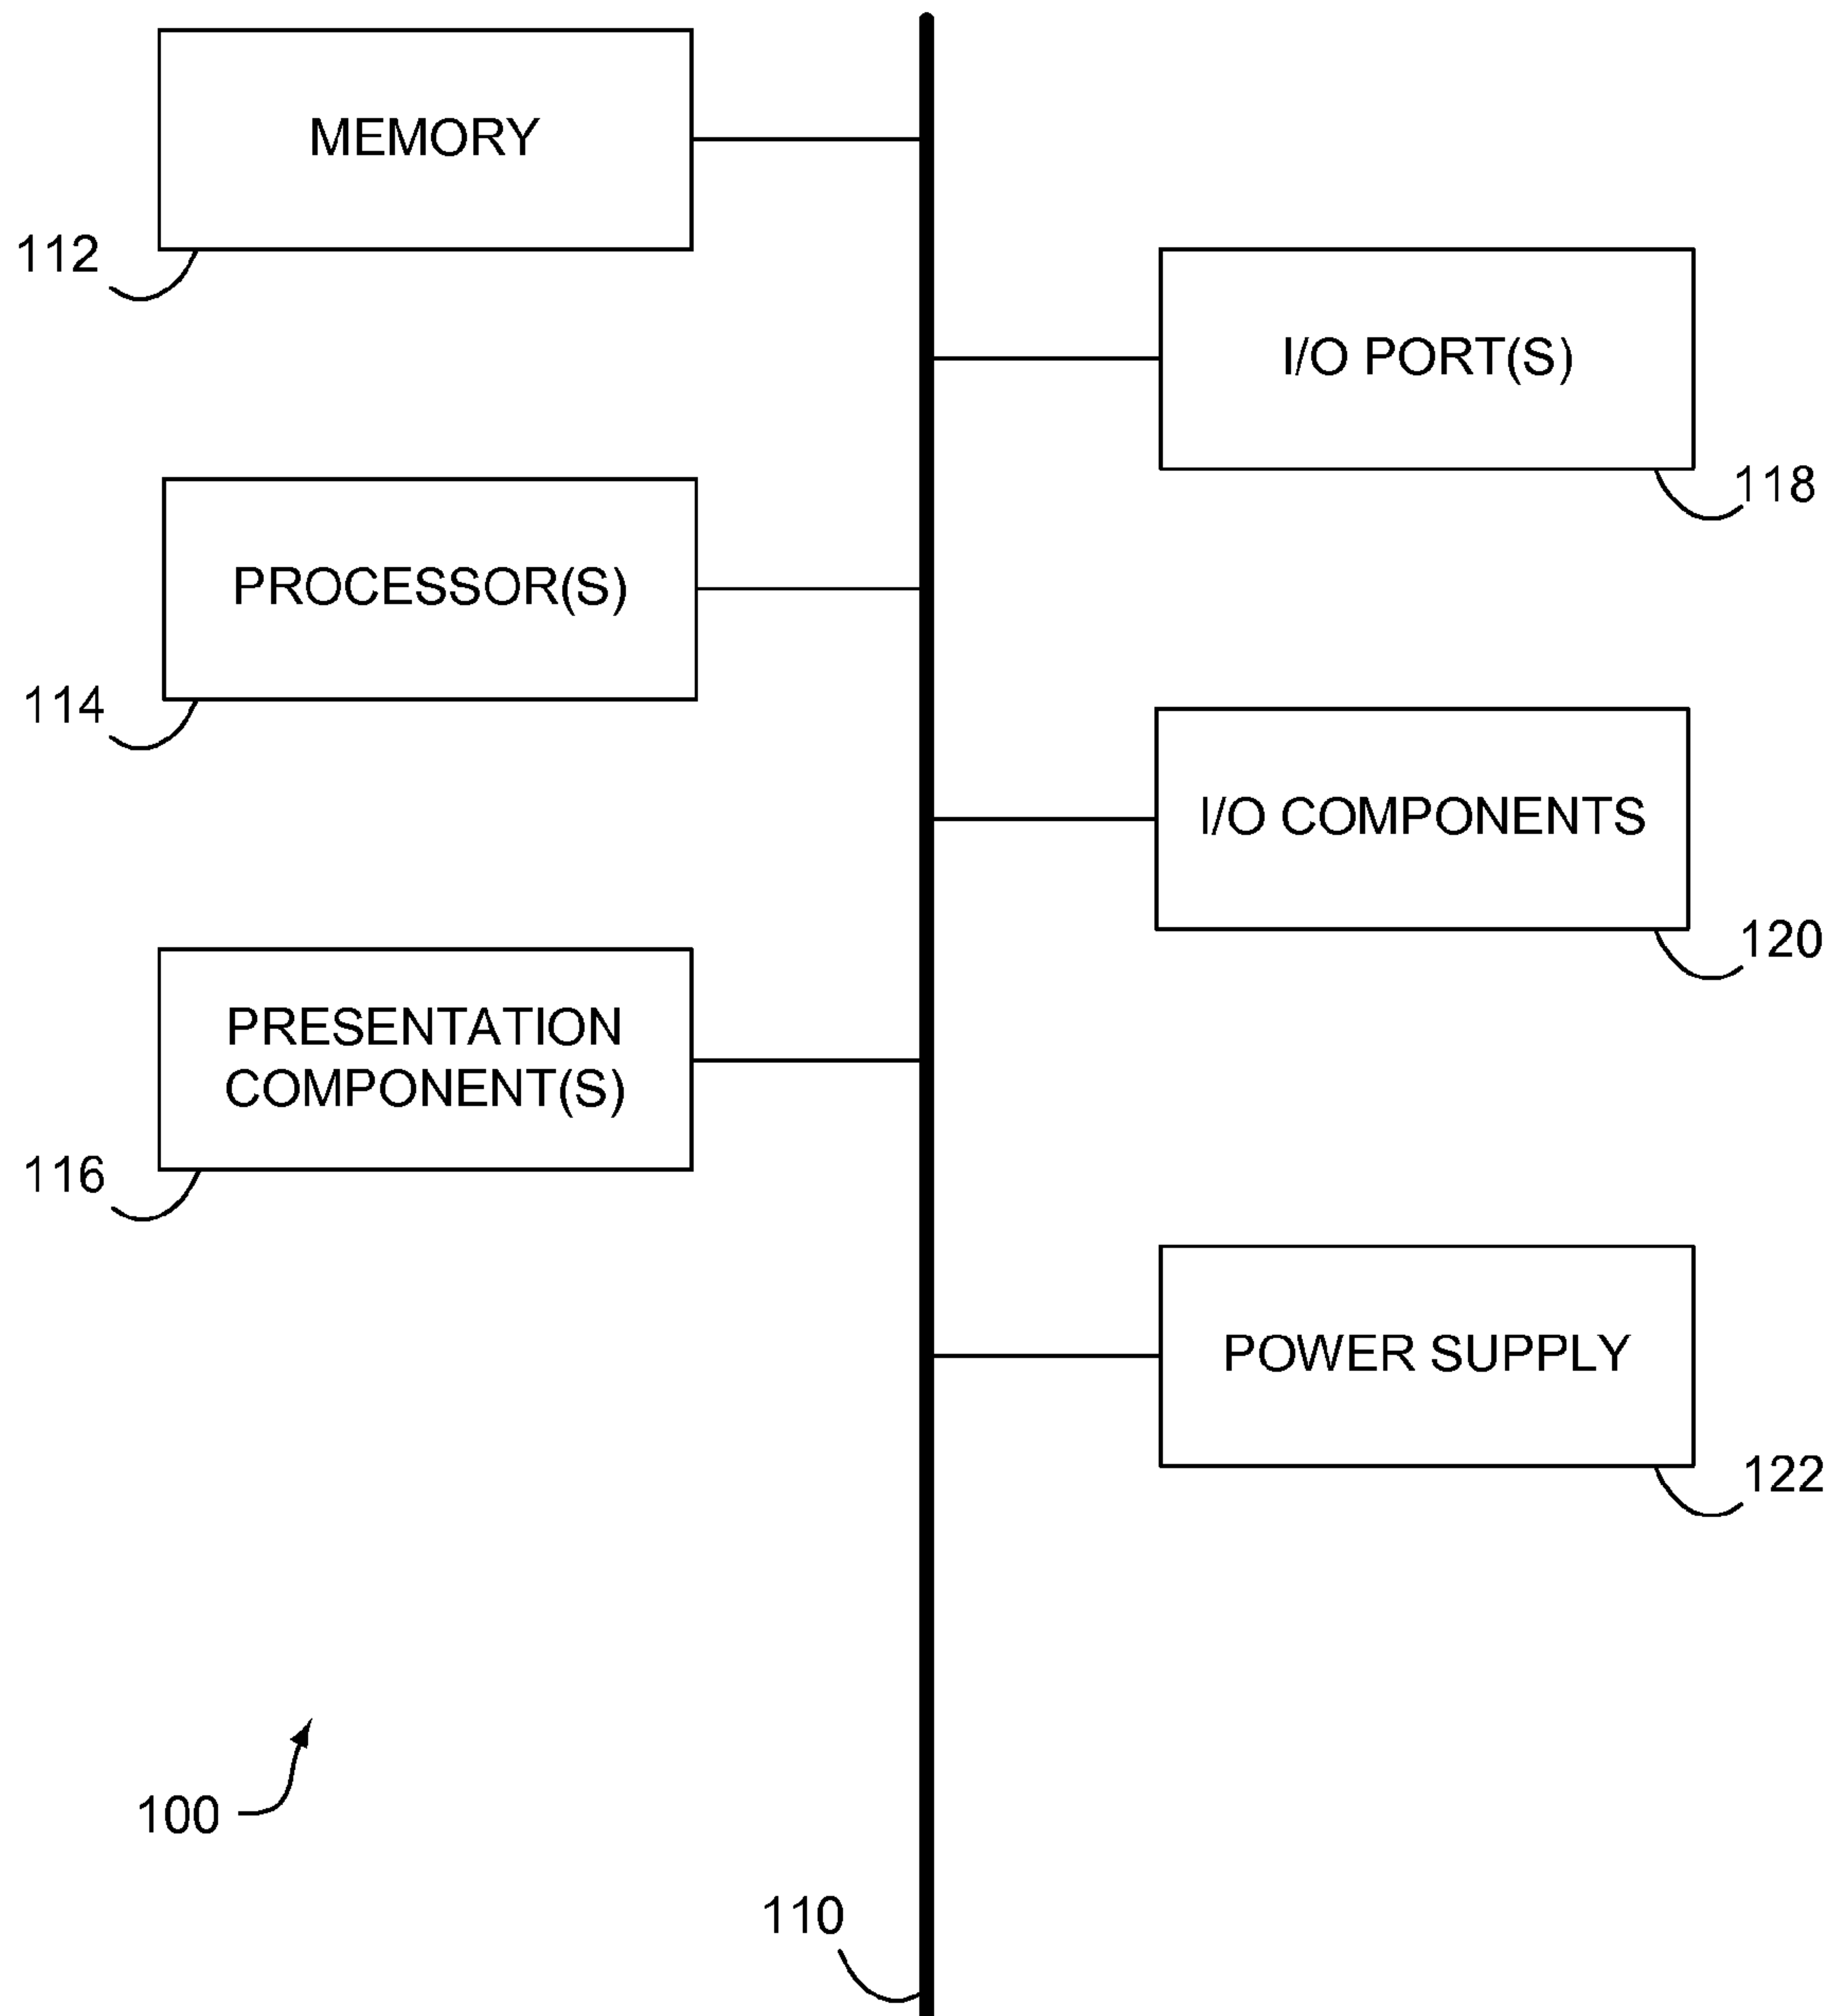 MEMORY
112
I/O PORT(S)
118
PROCESSOR(S)
114
I/O COMPONENTS
120
PRESENTATION
COMPONENT(S)
116
POWER SUPPLY
122
100
110